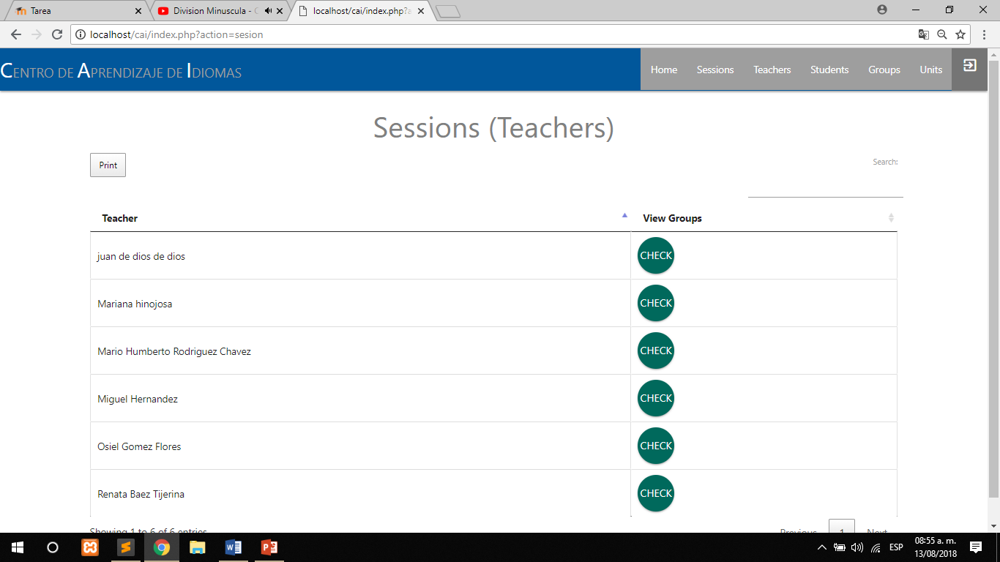 Tarea
Division Minuscula - C
localhost/cai/index.php?a
localhost/cai/index.php?action=sesion
CENTRO DE APRENDIZAJE DE IDIOMAS
Home Sessions Teachers Students Groups Units
Sessions (Teachers)
Print
Search:
Teacher View Groups
juan de dios de dios CHECK
Mariana hinojosa CHECK
Mario Humberto Rodriguez Chavez CHECK
Miguel Hernandez CHECK
Osiel Gomez Flores CHECK
Renata Baez Tijerina CHECK
Showing 1 to 6 of 6 entries Previous 1 Next
ESP
08:55 a. m.
13/08/2018